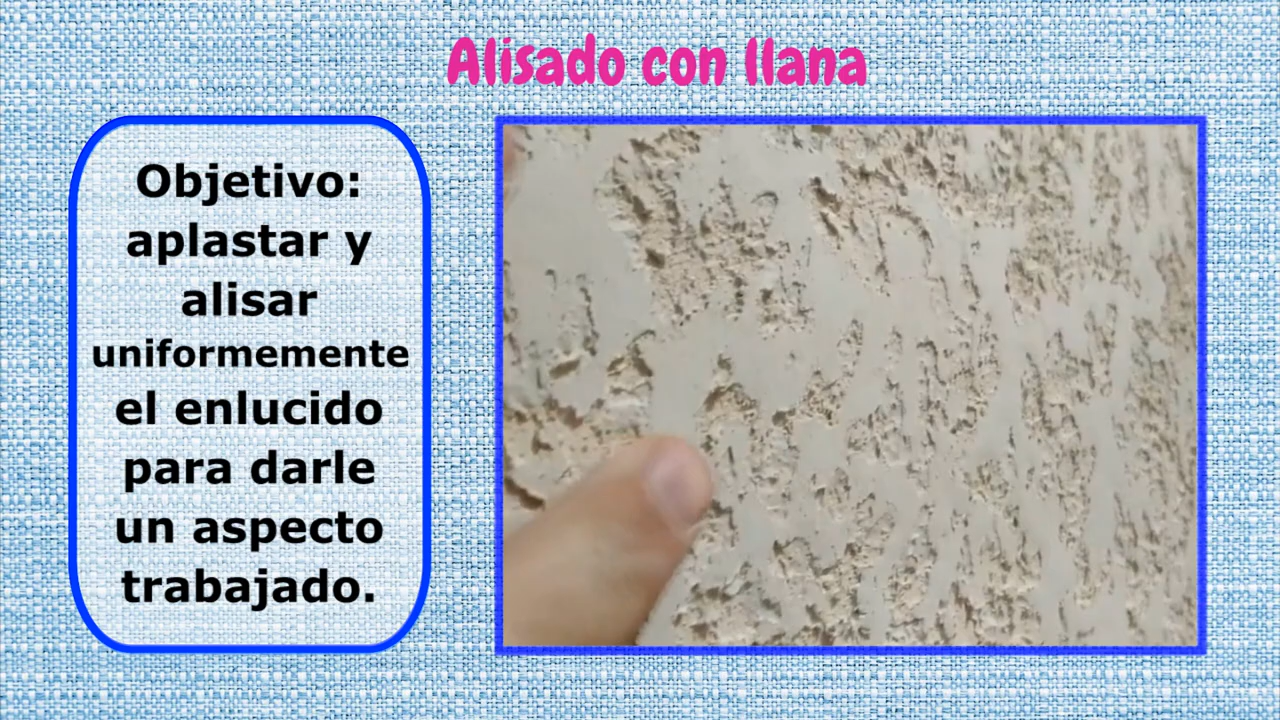 Alisado con llana
Objetivo:
aplastar y
alisar
uniformemente
el enlucido
para darle
un aspecto
trabajado.